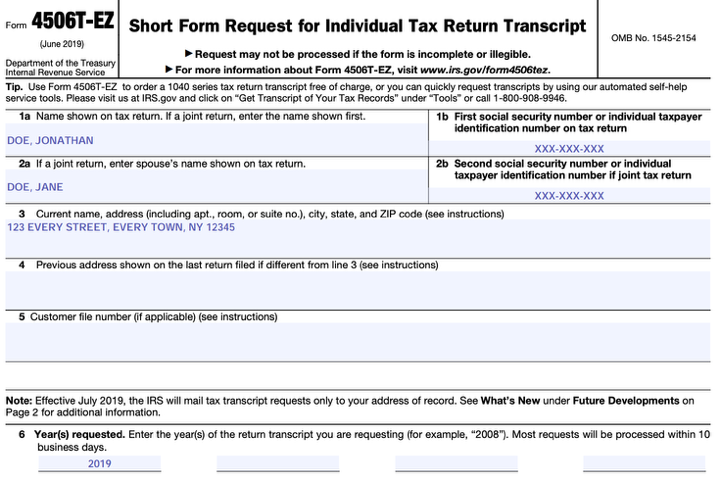 Form 4506T-EZ
(June 2019)
Department of the Treasury
Internal Revenue Service
Short Form Request for Individual Tax Return Transcript
▶ Request may not be processed if the form is incomplete or illegible.
▶ For more information about Form 4506T-EZ, visit www.irs.gov/form4506tez.
OMB No. 1545-2154
Tip. Use Form 4506T-EZ to order a 1040 series tax return transcript free of charge, or you can quickly request transcripts by using our automated self-help
service tools. Please visit us at IRS.gov and click on “Get Transcript of Your Tax Records” under “Tools” or call 1-800-908-9946.
1a Name shown on tax return. If a joint return, enter the name shown first.
DOE, JONATHAN
1b First social security number or individual taxpayer
identification number on tax return
XXX-XXX-XXX
2a If a joint return, enter spouse's name shown on tax return.
DOE, JANE
2b Second social security number or individual
taxpayer identification number if joint tax return
XXX-XXX-XXX
3 Current name, address (including apt., room, or suite no.), city, state, and ZIP code (see instructions)
123 EVERY STREET, EVERY TOWN, NY 12345
4 Previous address shown on the last return filed if different from line 3 (see instructions)
5 Customer file number (if applicable) (see instructions)
Note: Effective July 2019, the IRS will mail tax transcript requests only to your address of record. See What's New under Future Developments on
Page 2 for additional information.
6 Year(s) requested. Enter the year(s) of the return transcript you are requesting (for example, “2008”). Most requests will be processed within 10
business days.
2019